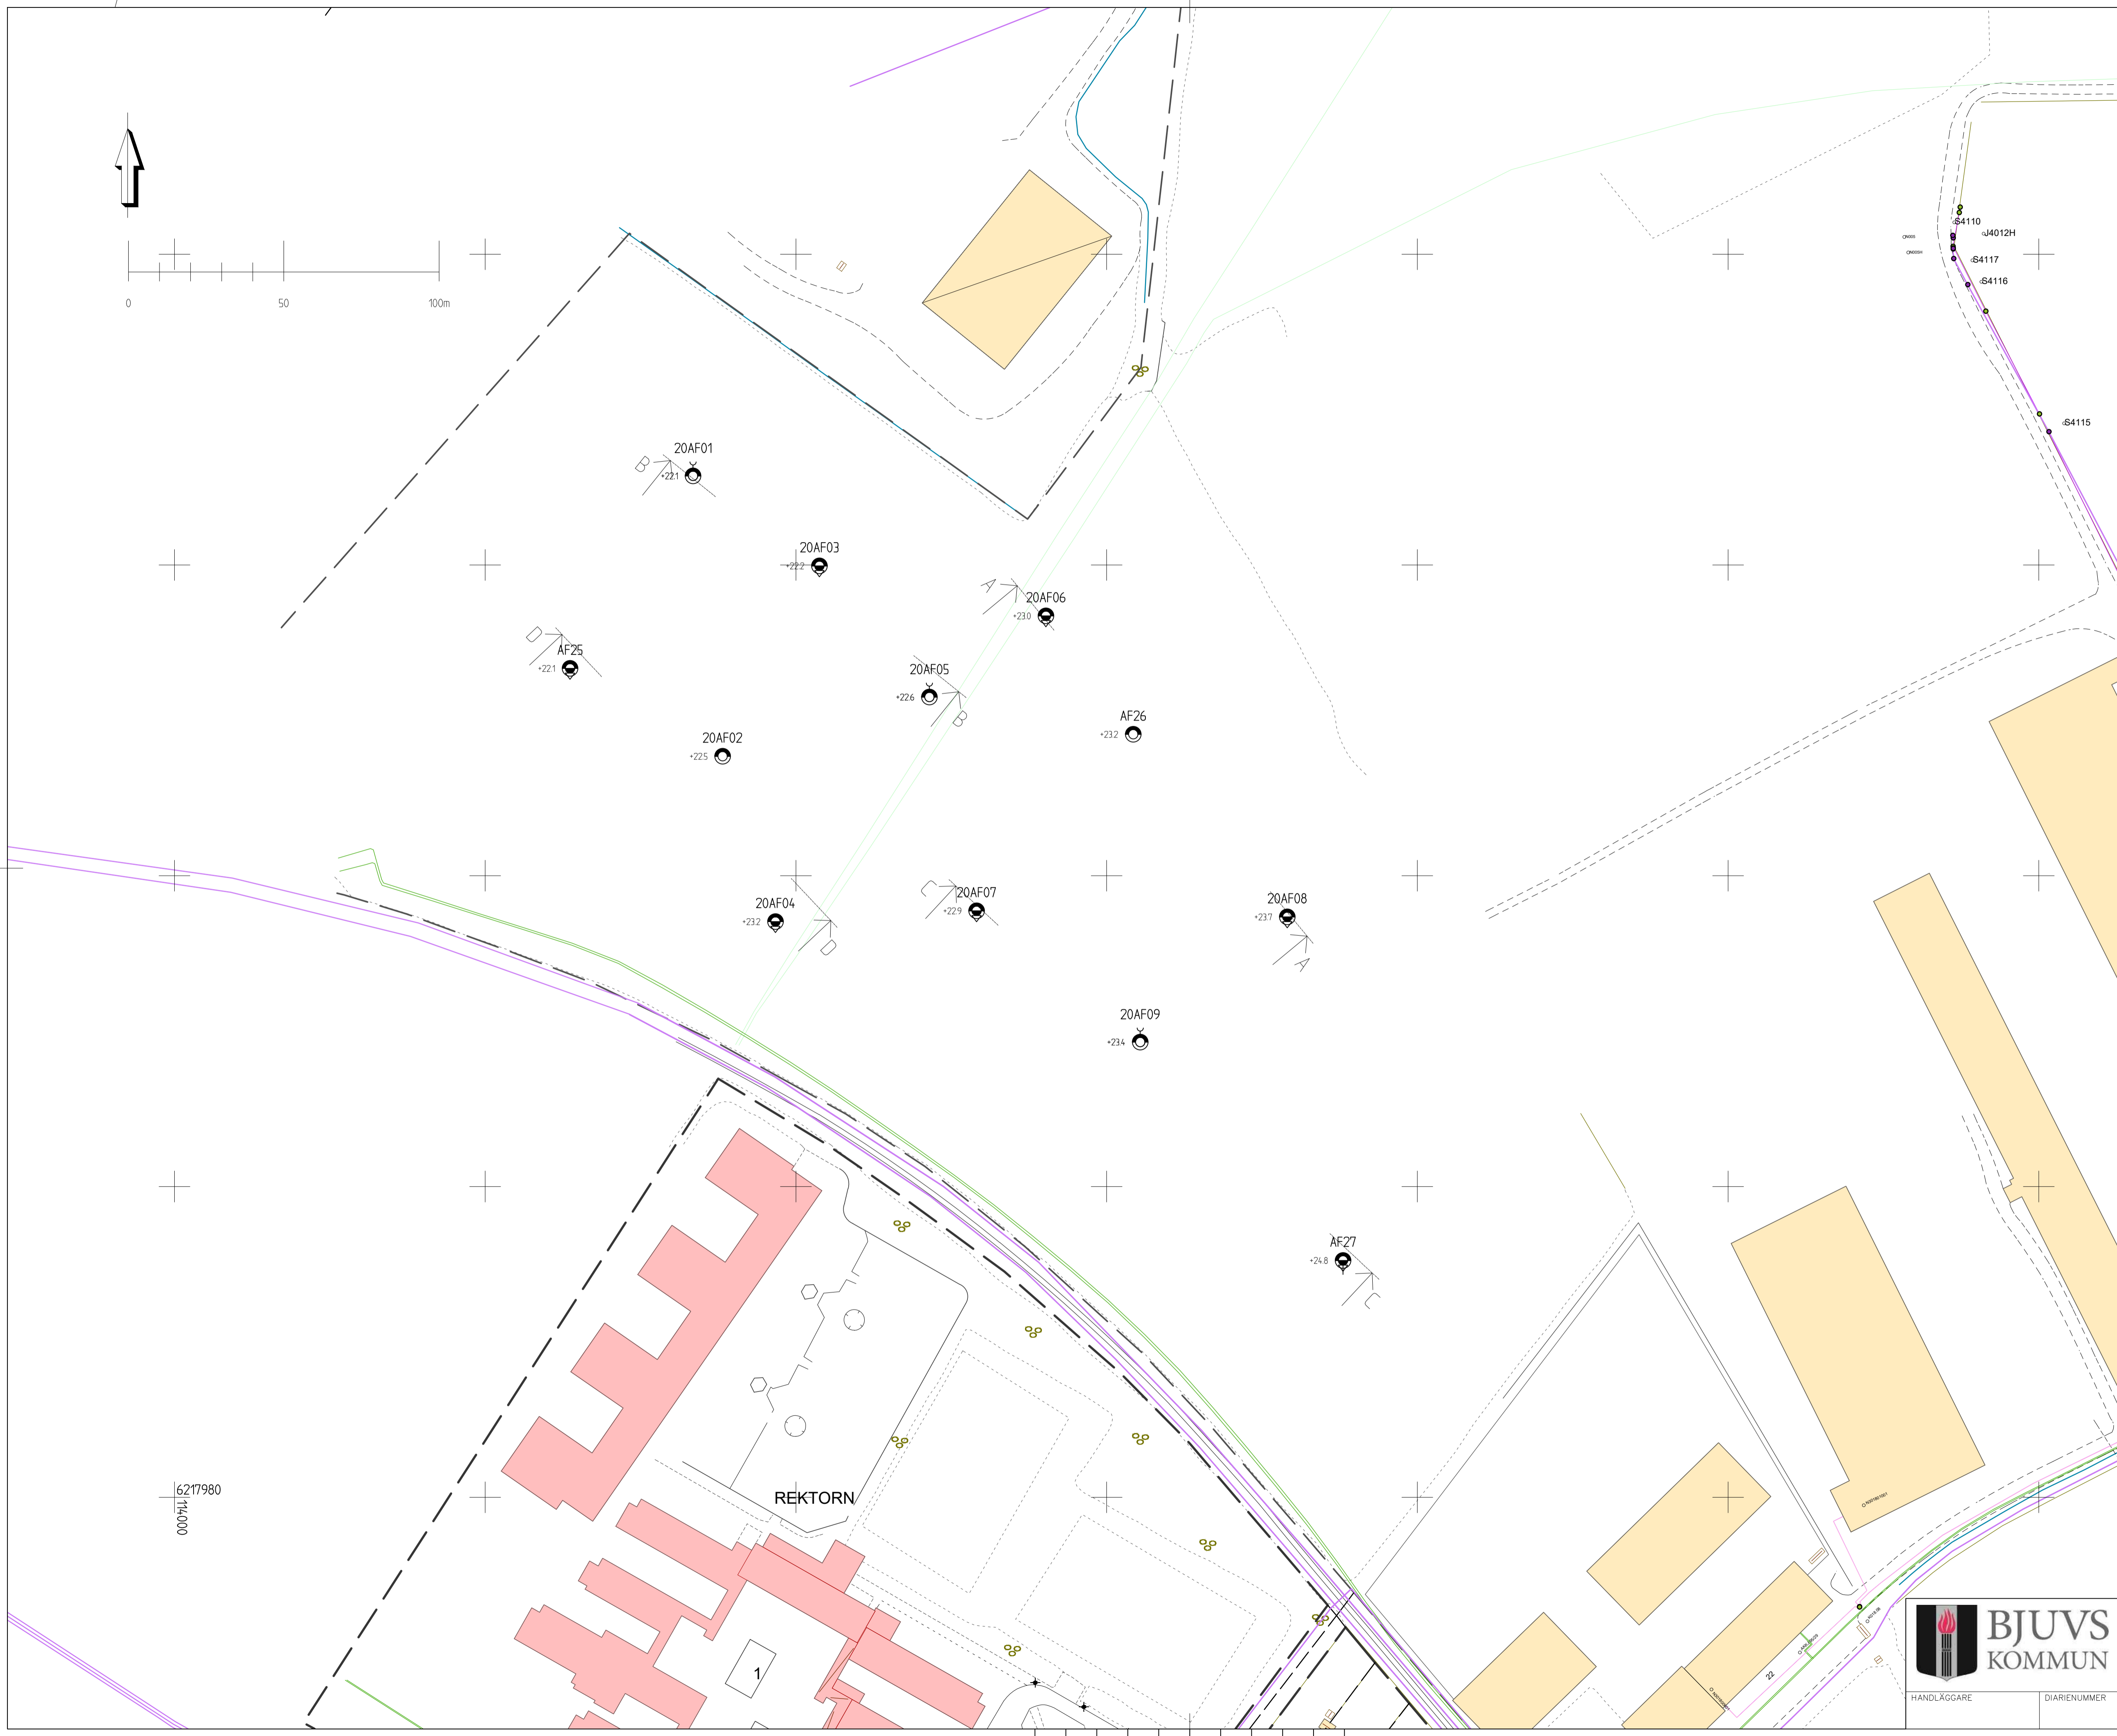 S4110
J4012H
S4117
S4116
0
50
100m
S4115
20AF01
B
+22.1
20AF03
+22.2
A
20AF06
+23.0
D
AF25
+22.1
20AF05
+22.6
B
AF26
+23.2
20AF02
+22.5
C
20AF07
+22.9
20AF04
+23.2
D
20AF08
+23.7
A
20AF09
+23.4
AF27
+24.8
C
6217980
114000
REKTORN
1
22
BJUVS
KOMMUN
HANDLÄGGARE
DIARIENUMMER